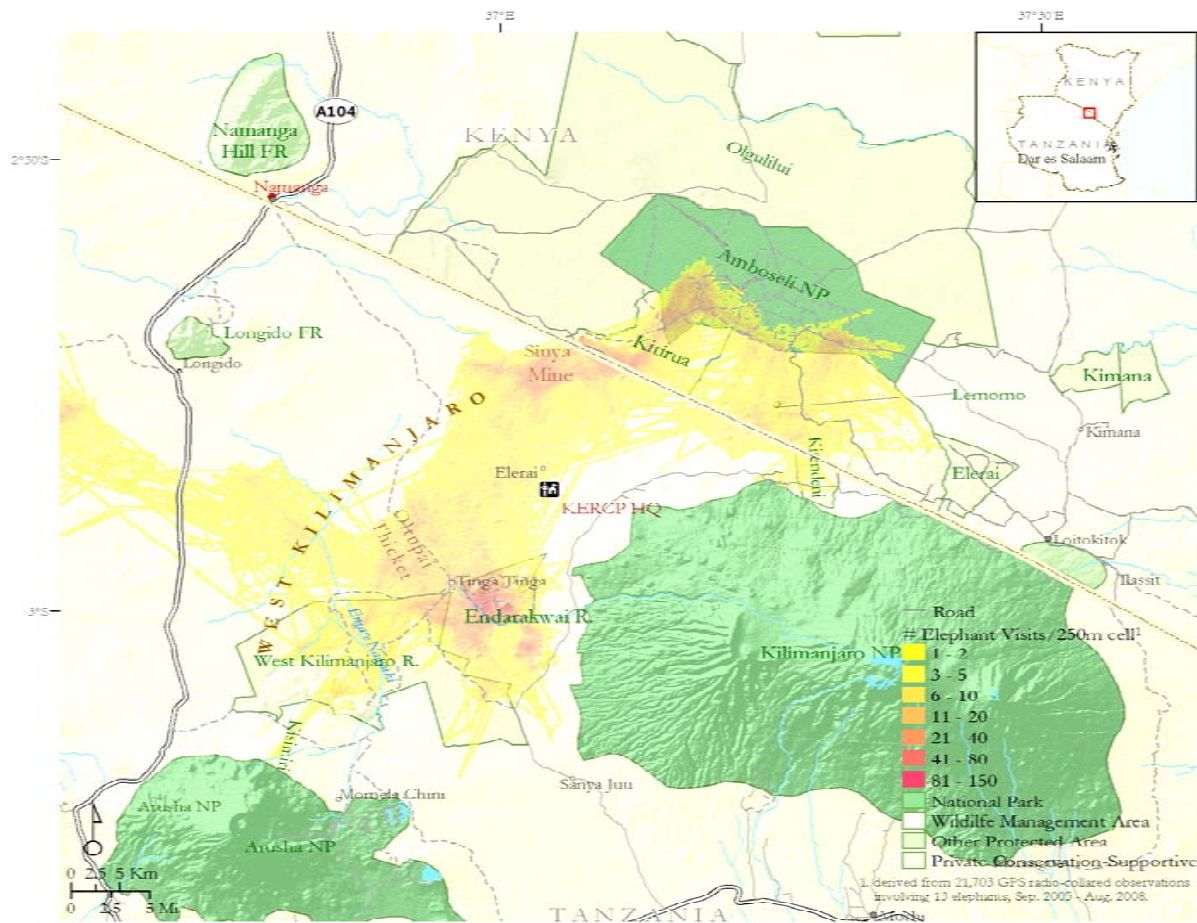 37°E
37°30'E
KENYA
TANZANIA
Dar es Salaam
A104
Namanga
Hill FR
KENYA
2°30'S
Olgulilui
Namanga
Amboseli NP
Longido FR
Longido
Sinya
Mine
Kitirua
Kimana
Lemomo
Kimana
WEST KILIMANJARO
Elerai
Kitendeni
Elerai
KERCP HQ
Thicket
Loitokitok
Ilassit
Tinga Tinga
3°S
Endarakwai R.
Road
# Elephant Visits/250m cell¹
West Kilimanjaro R.
Kilimanjaro NP
1 - 2
3 - 5
6 - 10
11 - 20
21 - 40
41 - 80
81 - 150
Sanya Juu
Momela Chini
Arusha NP
National Park
Wildilfe Management Area
Arusha NP
Other Protected Area
Private Conservation-Supportive
0 2.5 5 Km
0 2.5 5 Mi
1. derived from 21,703 GPS radio-collared observations
involving 13 elephants, Sep. 2005 - Aug. 2008.
TANZANIA
Moshi